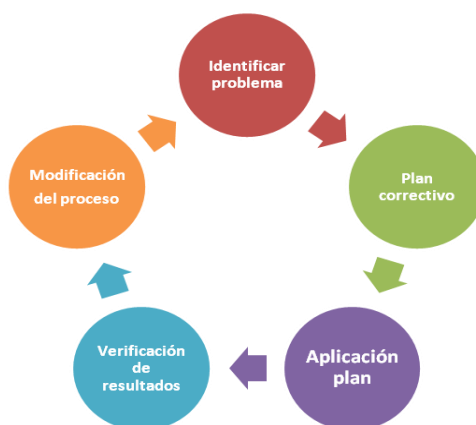 Identificar
problema
Plan
correctivo
Aplicación
plan
Verificación
de
resultados
Modificación
del proceso